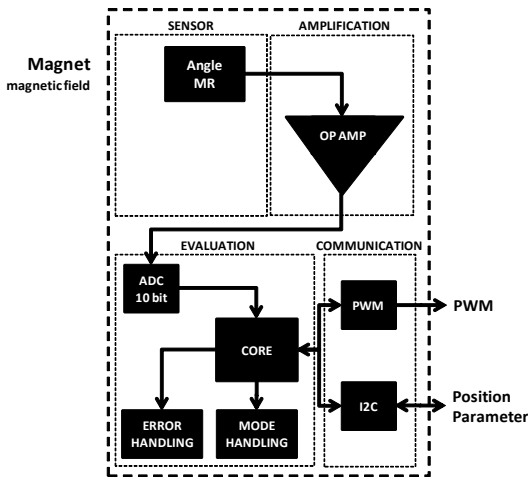 SENSOR
AMPLIFICATION
Magnet
magnetic field
Angle
MR
OP AMP
EVALUATION
COMMUNICATION
ADC
10 bit
PWM
PWM
CORE
I2C
Position
Parameter
ERROR
HANDLING
MODE
HANDLING